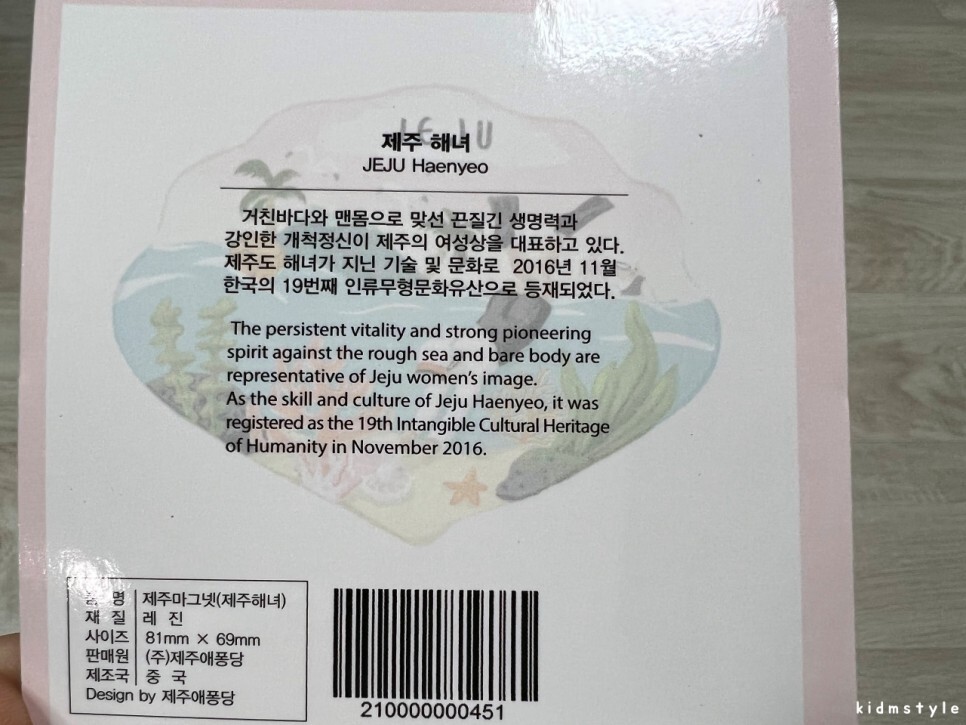 JEJU
제주 해녀
JEJU Haenyeo
거친바다와 맨몸으로 맞선 끈질긴 생명력과
강인한 개척정신이 제주의 여성상을 대표하고 있다.
제주도 해녀가 지닌 기술 및 문화로 2016년 11월
한국의 19번째 인류무형문화유산으로 등재되었다.
The persistent vitality and strong pioneering
spirit against the rough sea and bare body are
representative of Jeju women's image.
As the skill and culture of Jeju Haenyeo, it was
registered as the 19th Intangible Cultural Heritage
of Humanity in November 2016.
명 제주마그넷(제주해녀)
재 질 레 진
사이즈 81mm × 69mm
판매원 (주)제주애퐁당
제조국 중 국
Design by 제주애퐁당
210000000451
kidmstyle